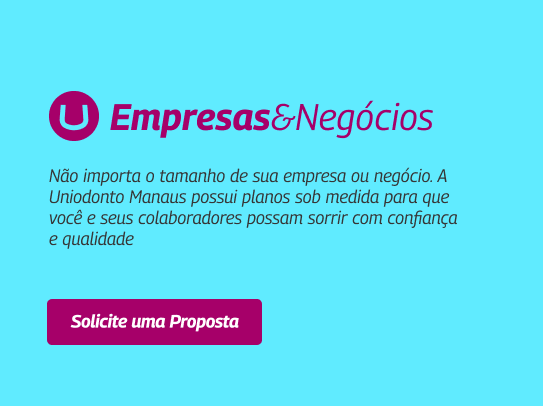 Empresas&Negócios
Não importa o tamanho de sua empresa ou negócio. A
Uniodonto Manaus possui planos sob medida para que
você e seus colaboradores possam sorrir com confiança
e qualidade
Solicite uma Proposta